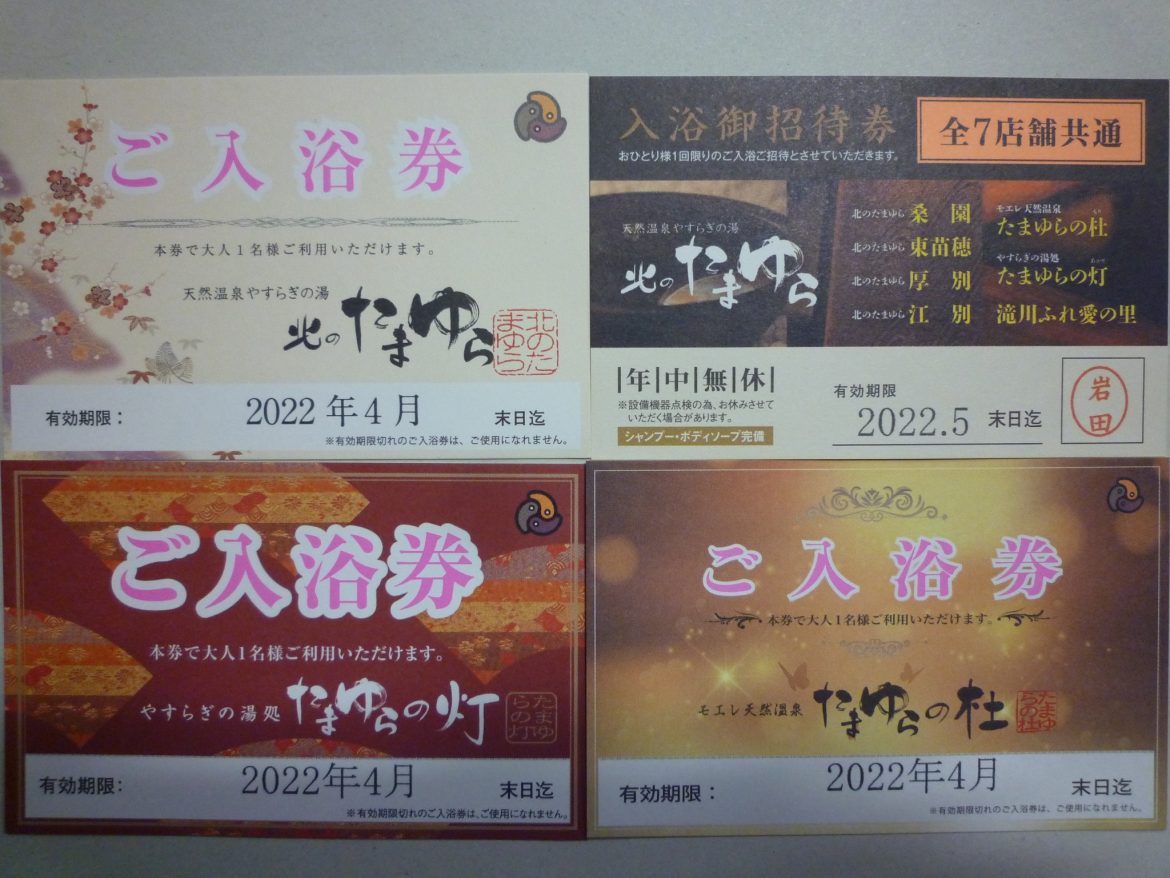 ご入浴券
本券で大人1名様ご利用いただけます。
天然温泉やすらぎの湯
北のたまゆら
北のた
まゆら
有効期限： 2022年4月 末日迄
※有効期限切れのご入浴券は、ご使用になれません。
入浴御招待券
おひとり様1回限りのご入浴ご招待とさせていただきます。
全7店舗共通
天然温泉やすらぎの湯
北のたまゆら
北のたまゆら 桑園
北のたまゆら 東苗穂
北のたまゆら 厚別
北のたまゆら 江別
モエレ天然温泉
たまゆらの杜
もり
やすらぎの湯処
たまゆらの灯
あかり
滝川ふれ愛の里
|年|中|無|休|
※設備機器点検の為、お休みさせて
いただく場合があります。
シャンプー・ボディソープ完備
有効期限
2022.5 末日迄
岩田
ご入浴券
本券で大人1名様ご利用いただけます。
やすらぎの湯処 たまゆらの灯
たまゆ
らの灯
有効期限： 2022年4月 末日迄
※有効期限切れのご入浴券は、ご使用になれません。
ご入浴券
本券で大人1名様ご利用いただけます。
モエレ天然温泉 たまゆらの杜
たまゆ
らの杜
有効期限： 2022年4月 末日迄
※有効期限切れのご入浴券は、ご使用になれません。